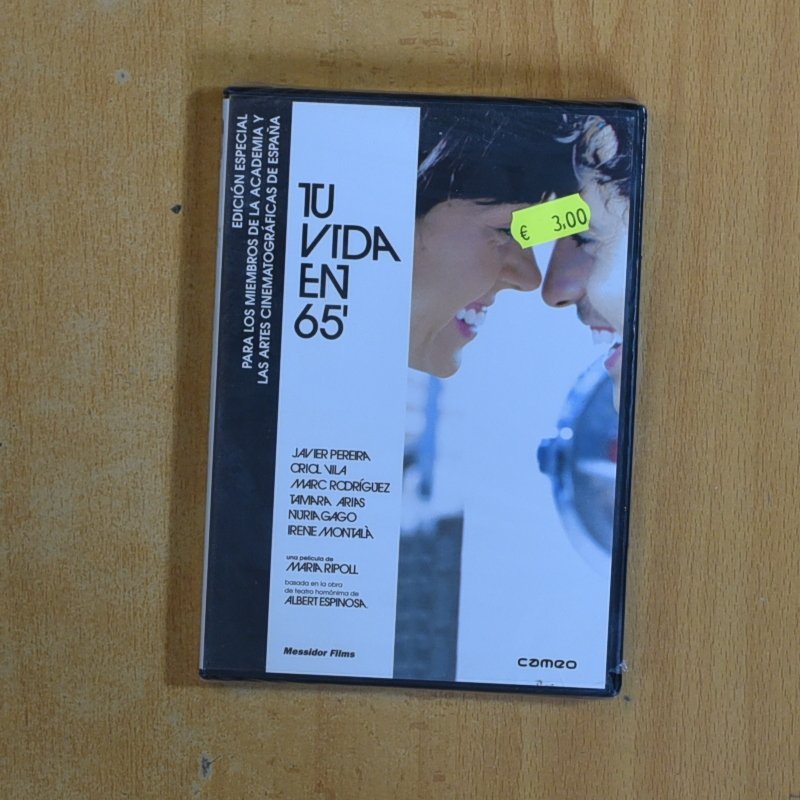 EDICIÓN ESPECIAL
PARA LOS MIEMBROS DE LA ACADEMIA Y
LAS ARTES CINEMATOGRÁFICAS DE ESPAÑA
TU
VIDA
EN
65'
€ 3,00
JAVIER PEREIRA
ORIOL VILA
MARC RODRÍGUEZ
TAMARA ARIAS
NURIA GAGO
IRENE MONTALÀ
una película de
MARIA RIPOLL
basada en la obra
de teatro homónima de
ALBERT ESPINOSA
Messidor Films
cameo